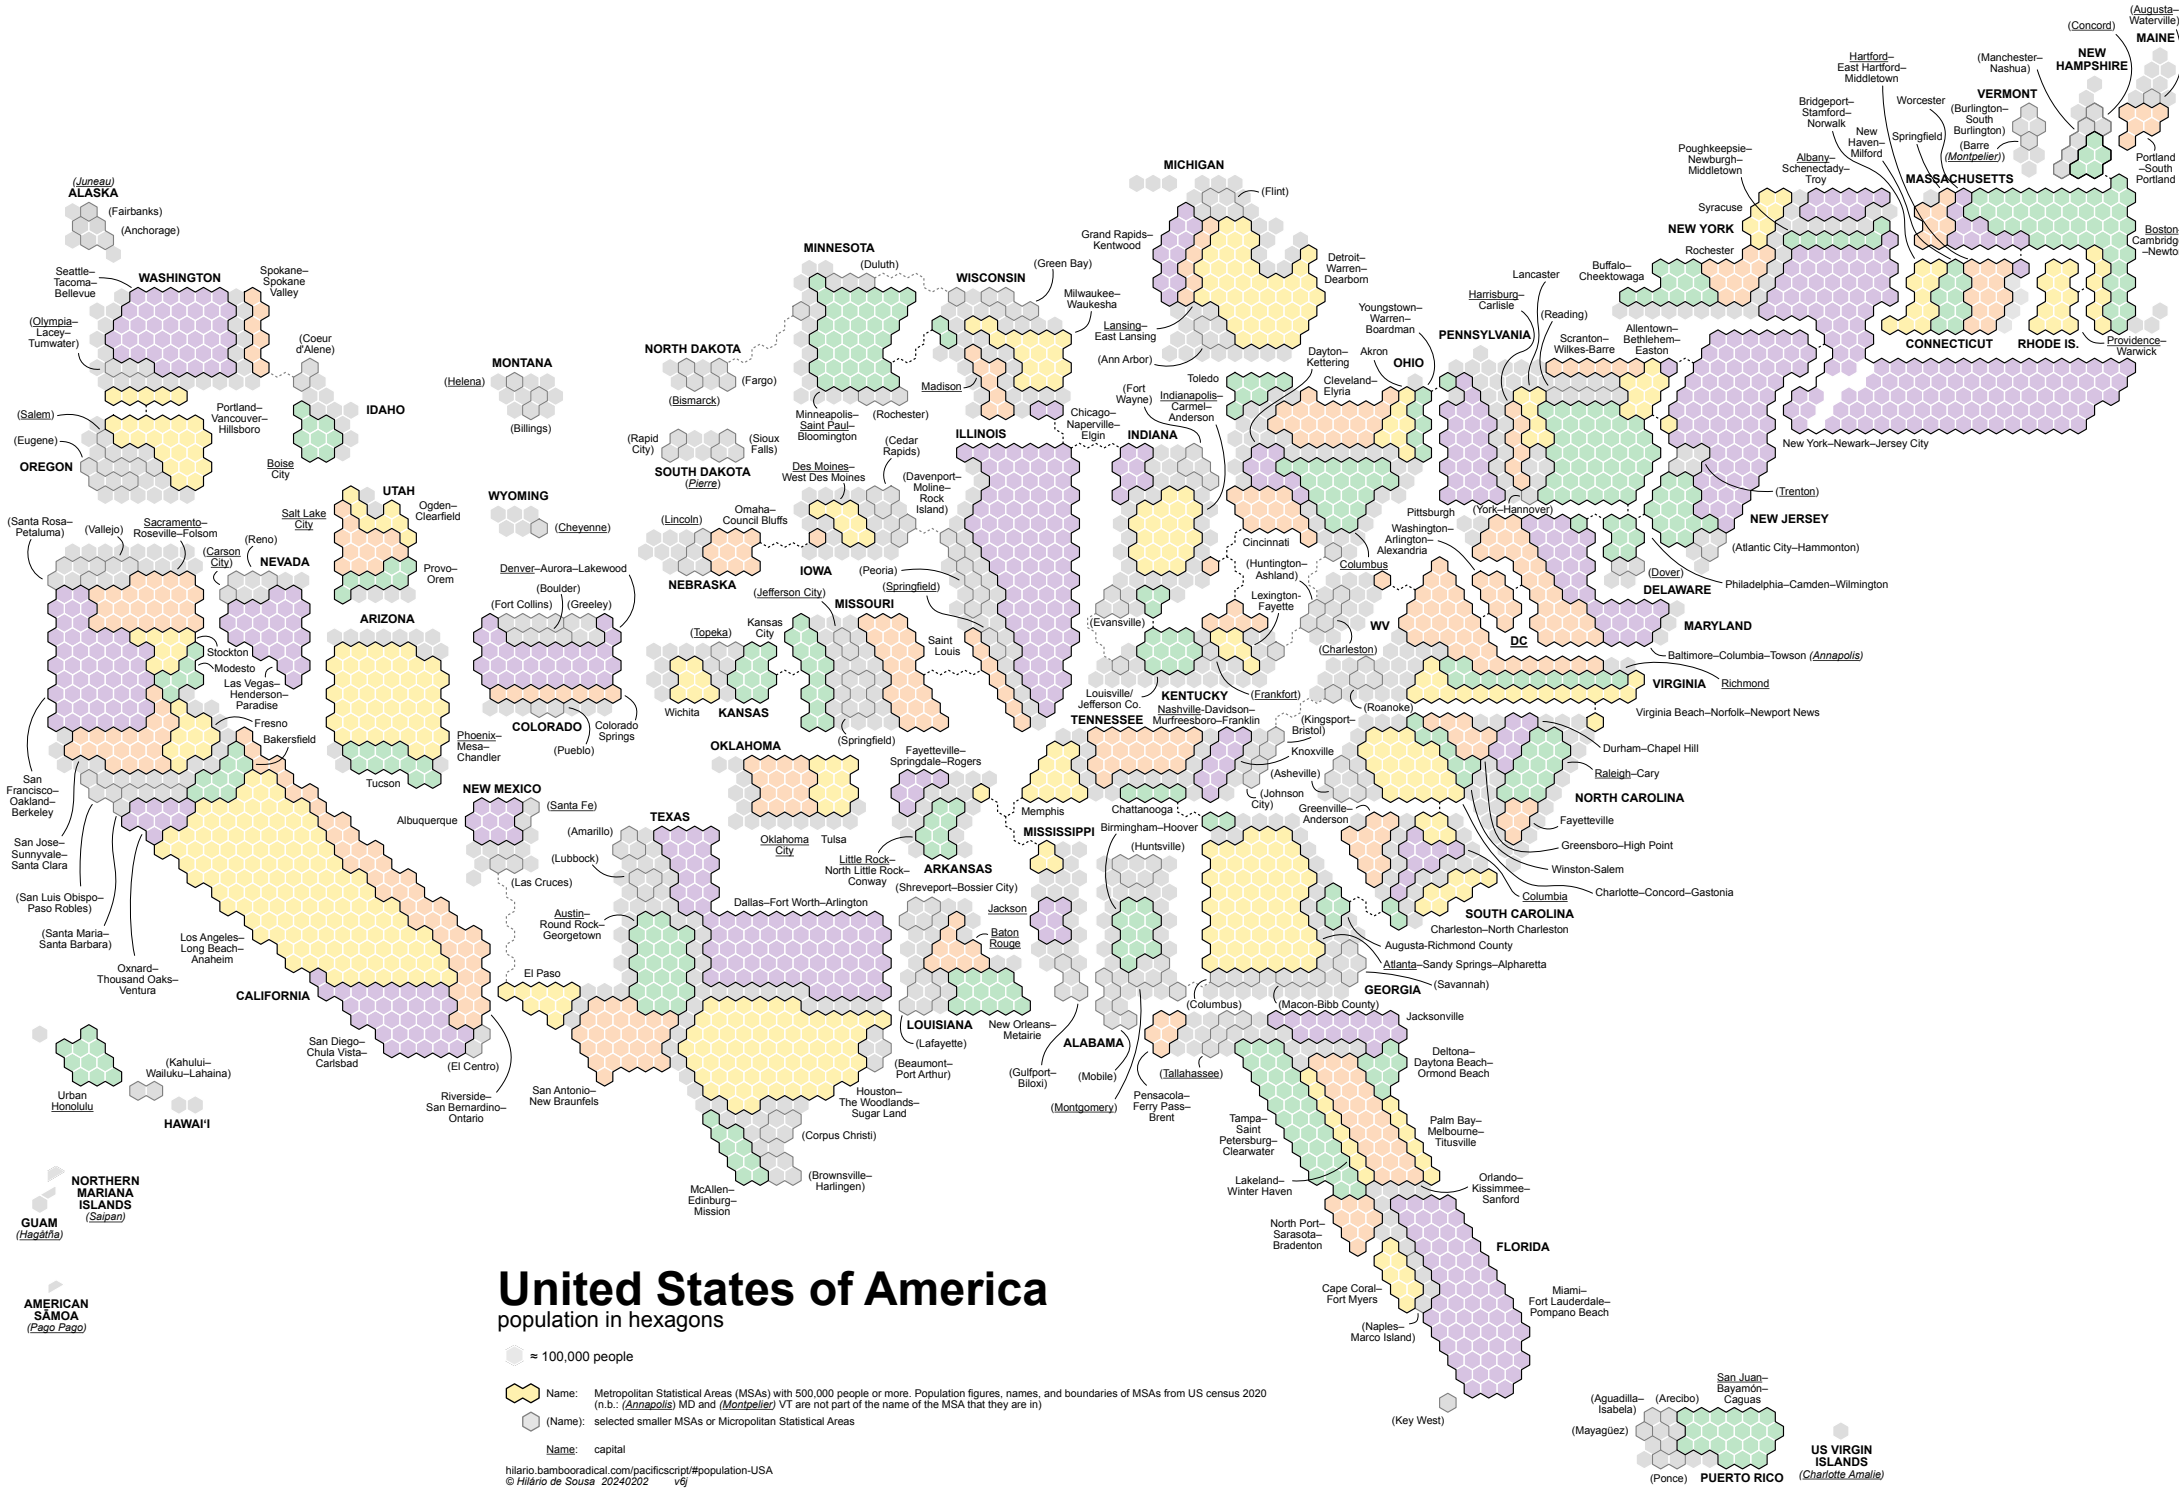 (Juneau)
ALASKA
(Fairbanks)
(Anchorage)
Seattle–
Tacoma–
Bellevue
WASHINGTON
Spokane–
Spokane
Valley
(Olympia–
Lacey–
Tumwater)
(Coeur
d'Alene)
(Salem)
(Eugene)
OREGON
Portland–
Vancouver–
Hillsboro
IDAHO
Boise
City
MONTANA
(Helena)
(Billings)
NORTH DAKOTA
(Bismarck)
(Fargo)
(Rapid
City)
(Sioux
Falls)
SOUTH DAKOTA
(Pierre)
WYOMING
(Cheyenne)
UTAH
Salt Lake
City
Ogden–
Clearfield
Provo–
Orem
(Santa Rosa–
Petaluma)
(Vallejo)
Sacramento–
Roseville–Folsom
(Carson
City)
(Reno)
NEVADA
Stockton
Modesto
Las Vegas–
Henderson–
Paradise
Fresno
Bakersfield
San
Francisco–
Oakland–
Berkeley
San Jose–
Sunnyvale–
Santa Clara
(San Luis Obispo–
Paso Robles)
(Santa Maria–
Santa Barbara)
Oxnard–
Thousand Oaks–
Ventura
Los Angeles–
Long Beach–
Anaheim
CALIFORNIA
San Diego–
Chula Vista–
Carlsbad
(El Centro)
Riverside–
San Bernardino–
Ontario
ARIZONA
Phoenix–
Mesa–
Chandler
Tucson
Denver–Aurora–Lakewood
(Boulder)
(Fort Collins)
(Greeley)
COLORADO
Colorado
Springs
(Pueblo)
NEW MEXICO
(Santa Fe)
Albuquerque
(Las Cruces)
Urban
Honolulu
(Kahului–
Wailuku–Lahaina)
HAWAI‘I
NORTHERN
MARIANA
ISLANDS
(Saipan)
GUAM
(Hagåtña)
AMERICAN
SĀMOA
(Pago Pago)
MINNESOTA
(Duluth)
Minneapolis–
Saint Paul–
Bloomington
(Rochester)
WISCONSIN
(Green Bay)
Milwaukee–
Waukesha
Madison
(Lincoln)
Omaha–
Council Bluffs
NEBRASKA
Des Moines–
West Des Moines
(Cedar
Rapids)
(Davenport–
Moline–
Rock
Island)
IOWA
ILLINOIS
Chicago–
Naperville–
Elgin
(Peoria)
(Springfield)
(Topeka)
Kansas
City
Wichita
KANSAS
(Jefferson City)
MISSOURI
Saint
Louis
(Springfield)
OKLAHOMA
Oklahoma
City
Tulsa
Fayetteville–
Springdale–Rogers
Little Rock–
North Little Rock–
Conway
ARKANSAS
TEXAS
(Amarillo)
(Lubbock)
Dallas–Fort Worth–Arlington
Austin–
Round Rock–
Georgetown
El Paso
San Antonio–
New Braunfels
Houston–
The Woodlands–
Sugar Land
(Beaumont–
Port Arthur)
(Corpus Christi)
(Brownsville–
Harlingen)
McAllen–
Edinburg–
Mission
(Shreveport–Bossier City)
Baton
Rouge
LOUISIANA
(Lafayette)
New Orleans–
Metairie
MICHIGAN
(Flint)
Grand Rapids–
Kentwood
Detroit–
Warren–
Dearborn
Lansing–
East Lansing
(Ann Arbor)
INDIANA
(Fort
Wayne)
Indianapolis–
Carmel–
Anderson
(Evansville)
OHIO
Toledo
Dayton–
Kettering
Cleveland–
Elyria
Akron
Youngstown–
Warren–
Boardman
Cincinnati
Columbus
KENTUCKY
Louisville/
Jefferson Co.
Lexington–
Fayette
(Frankfort)
(Huntington–
Ashland)
WV
(Charleston)
TENNESSEE
Nashville-Davidson–
Murfreesboro–Franklin
Memphis
Chattanooga
Knoxville
(Kingsport–
Bristol)
(Johnson
City)
MISSISSIPPI
Jackson
(Gulfport–
Biloxi)
ALABAMA
Birmingham–Hoover
(Huntsville)
(Mobile)
(Montgomery)
GEORGIA
Atlanta–Sandy Springs–Alpharetta
Augusta-Richmond County
(Savannah)
(Columbus)
(Macon-Bibb County)
FLORIDA
Pensacola–
Ferry Pass–
Brent
(Tallahassee)
Jacksonville
Deltona–
Daytona Beach–
Ormond Beach
Palm Bay–
Melbourne–
Titusville
Orlando–
Kissimmee–
Sanford
Tampa–
Saint
Petersburg–
Clearwater
Lakeland–
Winter Haven
North Port–
Sarasota–
Bradenton
Cape Coral–
Fort Myers
(Naples–
Marco Island)
Miami–
Fort Lauderdale–
Pompano Beach
(Key West)
SOUTH CAROLINA
Greenville–
Anderson
Columbia
Charleston–North Charleston
NORTH CAROLINA
(Asheville)
Durham–Chapel Hill
Raleigh–Cary
Fayetteville
Greensboro–High Point
Winston-Salem
Charlotte–Concord–Gastonia
VIRGINIA
Richmond
Virginia Beach–Norfolk–Newport News
(Roanoke)
Washington–
Arlington–
Alexandria
DC
MARYLAND
Baltimore–Columbia–Towson (Annapolis)
DELAWARE
(Dover)
Philadelphia–Camden–Wilmington
PENNSYLVANIA
Pittsburgh
Harrisburg–
Carlisle
Lancaster
(Reading)
(York–Hannover)
Scranton–
Wilkes-Barre
Allentown–
Bethlehem–
Easton
NEW JERSEY
(Trenton)
(Atlantic City–Hammonton)
NEW YORK
New York–Newark–Jersey City
Buffalo–
Cheektowaga
Rochester
Syracuse
Albany–
Schenectady–
Troy
Poughkeepsie–
Newburgh–
Middletown
CONNECTICUT
Bridgeport–
Stamford–
Norwalk
New
Haven–
Milford
Hartford–
East Hartford–
Middletown
MASSACHUSETTS
Worcester
Springfield
Boston–
Cambridge
–Newto
RHODE IS.
Providence–
Warwick
VERMONT
(Burlington–
South
Burlington)
(Barre
(Montpelier))
NEW
HAMPSHIRE
(Manchester–
Nashua)
(Concord)
MAINE
(Augusta–
Waterville)
Portland
–South
Portland
PUERTO RICO
San Juan–
Bayamón–
Caguas
(Aguadilla–
Isabela)
(Arecibo)
(Mayagüez)
(Ponce)
US VIRGIN
ISLANDS
(Charlotte Amalie)
United States of America
population in hexagons
≈ 100,000 people
Name: Metropolitan Statistical Areas (MSAs) with 500,000 people or more. Population figures, names, and boundaries of MSAs from US census 2020
(n.b.: (Annapolis) MD and (Montpelier) VT are not part of the name of the MSA that they are in)
(Name): selected smaller MSAs or Micropolitan Statistical Areas
Name: capital
hilario.bambooradical.com/pacificscript/#population-USA
© Hilário de Sousa 20240202 v6j